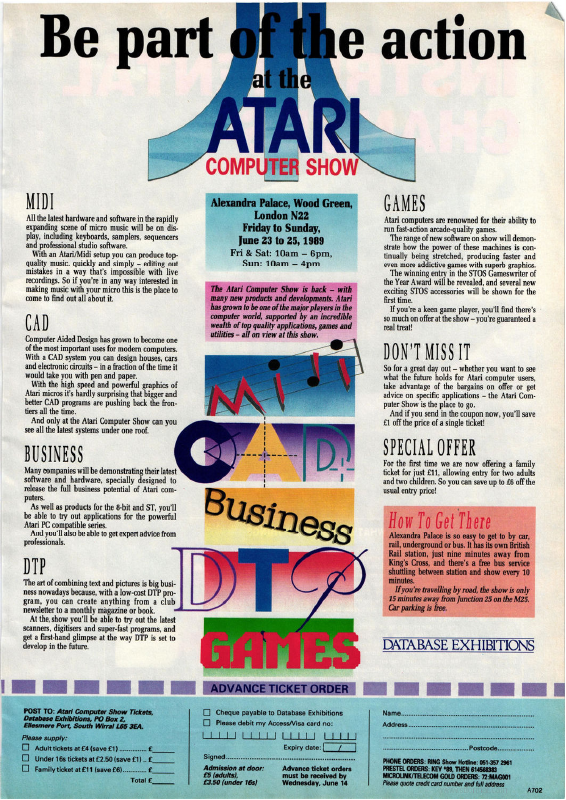 Be part of the action
at the
ATARI
COMPUTER SHOW
MIDI
All the latest hardware and software in the rapidly
expanding scene of micro music will be on dis-
play, including keyboards, samplers, sequencers
and professional studio software.
With an Atari/Midi setup you can produce top-
quality music, quickly and simply – editing out
mistakes in a way that's impossible with live
recordings. So if you're in any way interested in
making music with your micro this is the place to
come to find out all about it.
CAD
Computer Aided Design has grown to become one
of the most important uses for modern computers.
With a CAD system you can design houses, cars
and electronic circuits – in a fraction of the time it
would take you with pen and paper.
With the high speed and powerful graphics of
Atari micros it's hardly surprising that bigger and
better CAD programs are pushing back the fron-
tiers all the time.
And only at the Atari Computer Show can you
see all the latest systems under one roof.
BUSINESS
Many companies will be demonstrating their latest
software and hardware, specially designed to
release the full business potential of Atari com-
puters.
As well as products for the 8-bit and ST, you'll
be able to try out applications for the powerful
Atari PC compatible series.
And you'll also be able to get expert advice from
professionals.
DTP
The art of combining text and pictures is big busi-
ness nowadays because, with a low-cost DTP pro-
gram, you can create anything from a club
newsletter to a monthly magazine or book.
At the show you'll be able to try out the latest
scanners, digitisers and super-fast programs, and
get a first-hand glimpse at the way DTP is set to
develop in the future.
Alexandra Palace, Wood Green,
London N22
Friday to Sunday,
June 23 to 25, 1989
Fri & Sat: 10am – 6pm,
Sun: 10am – 4pm
The Atari Computer Show is back – with
many new products and developments. Atari
has grown to be one of the major players in the
computer world, supported by an incredible
wealth of top quality applications, games and
utilities – all on view at this show.
MIDI
CAD
Business
DTP
GAMES
GAMES
Atari computers are renowned for their ability to
run fast-action arcade-quality games.
The range of new software on show will demon-
strate how the power of these machines is con-
tinually being stretched, producing faster and
even more addictive games with superb graphics.
The winning entry in the STOS Gameswriter of
the Year Award will be revealed, and several new
exciting STOS accessories will be shown for the
first time.
If you're a keen game player, you'll find there's
so much on offer at the show – you're guaranteed a
real treat!
DON'T MISS IT
So for a great day out – whether you want to see
what the future holds for Atari computer users,
take advantage of the bargains on offer or get
advice on specific applications – the Atari Com-
puter Show is the place to go.
And if you send in the coupon now, you'll save
£1 off the price of a single ticket!
SPECIAL OFFER
For the first time we are now offering a family
ticket for just £11, allowing entry for two adults
and two children. So you can save up to £6 off the
usual entry price!
How To Get There
Alexandra Palace is so easy to get to by car,
rail, underground or bus. It has its own British
Rail station, just nine minutes away from
King's Cross, and there's a free bus service
shuttling between station and show every 10
minutes.
If you're travelling by road, the show is only
15 minutes away from Junction 25 on the M25.
Car parking is free.
DATABASE EXHIBITIONS
ADVANCE TICKET ORDER
POST TO: Atari Computer Show Tickets,
Database Exhibitions, PO Box 2,
Ellesmere Port, South Wirral L65 3EA.
Please supply:
Adult tickets at £4 (save £1) ........... £
Under 16s tickets at £2.50 (save £1) .. £
Family ticket at £11 (save £6) ........... £
Total £
Cheque payable to Database Exhibitions
Please debit my Access/Visa card no:
Expiry date: /
Signed
Admission at door:
£5 (adults),
£3.50 (under 16s)
Advance ticket orders
must be received by
Wednesday, June 14
Name
Address
Postcode
PHONE ORDERS: RING Show Hotline: 051-357 2961
PRESTEL ORDERS: KEY *89, THEN 614568383
MICROLINK/TELECOM GOLD ORDERS: 72:MAG001
Please quote credit card number and full address
A702